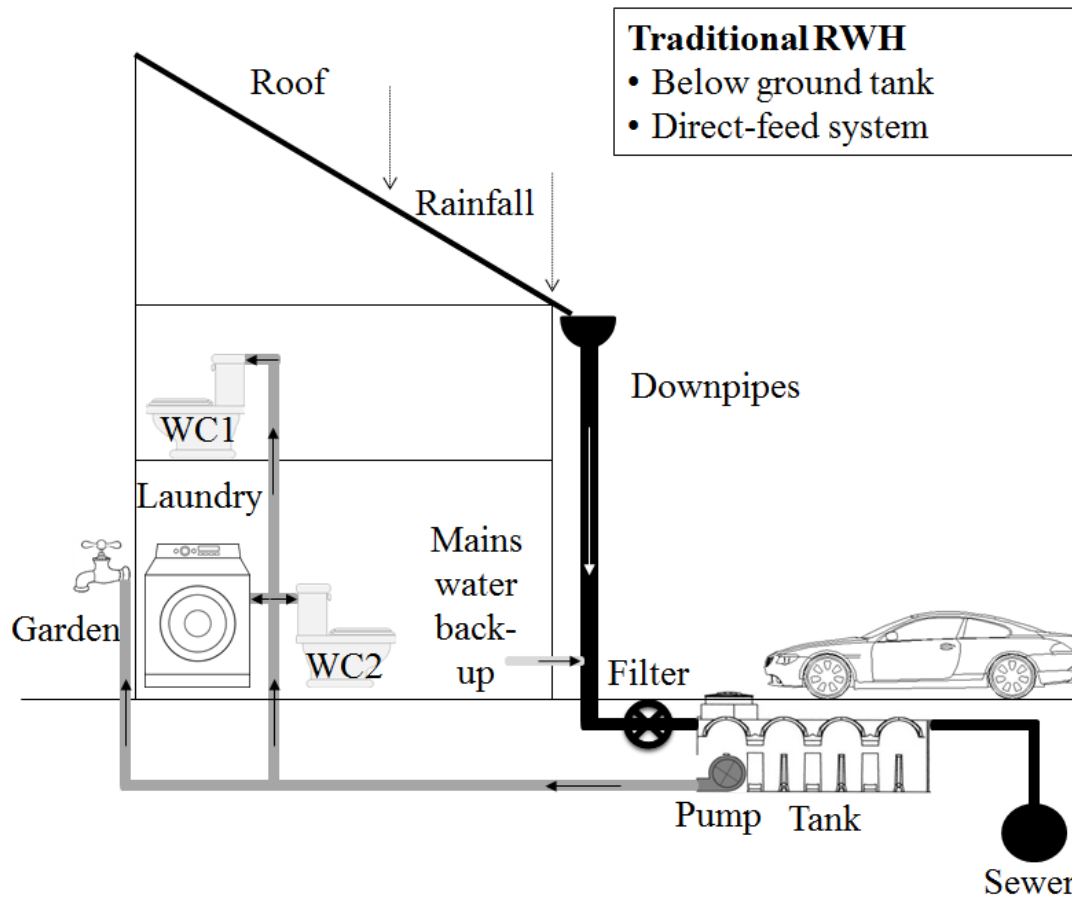 Traditional RWH
• Below ground tank
• Direct-feed system
Roof
Rainfall
Downpipes
WC1
Laundry
Mains
water
back-
up
Garden
WC2
Filter
Pump
Tank
Sewer